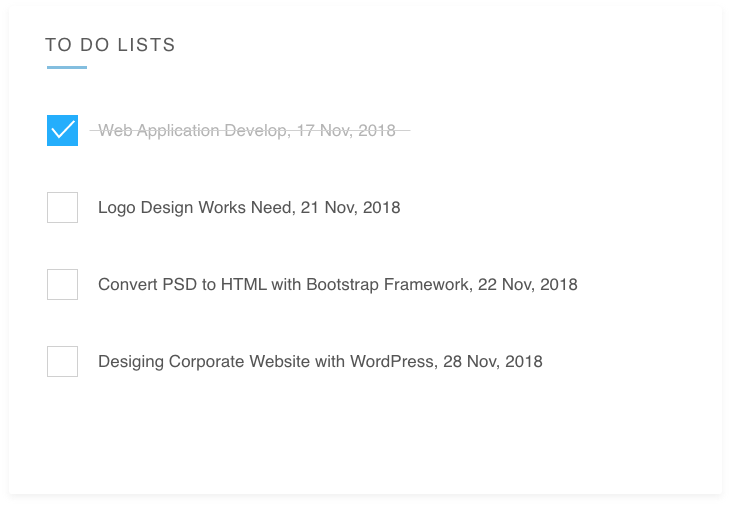 TO DO LISTS
Web Application Develop, 17 Nov, 2018
Logo Design Works Need, 21 Nov, 2018
Convert PSD to HTML with Bootstrap Framework, 22 Nov, 2018
Desiging Corporate Website with WordPress, 28 Nov, 2018